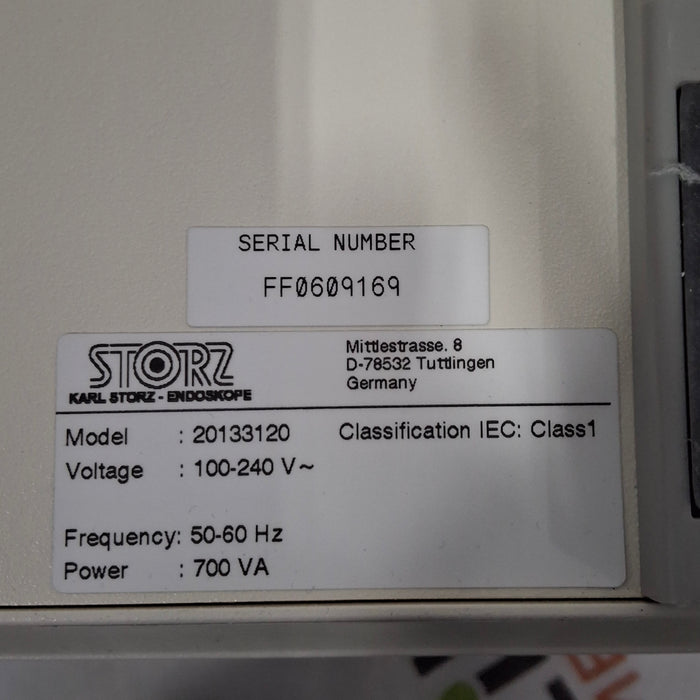 SERIAL NUMBER
FF0609169
STORZ
KARL STORZ - ENDOSKOPE
Mittlestrasse. 8
D-78532 Tuttlingen
Germany
Model : 20133120 Classification IEC: Class1
Voltage : 100-240 V~
Frequency: 50-60 Hz
Power : 700 VA